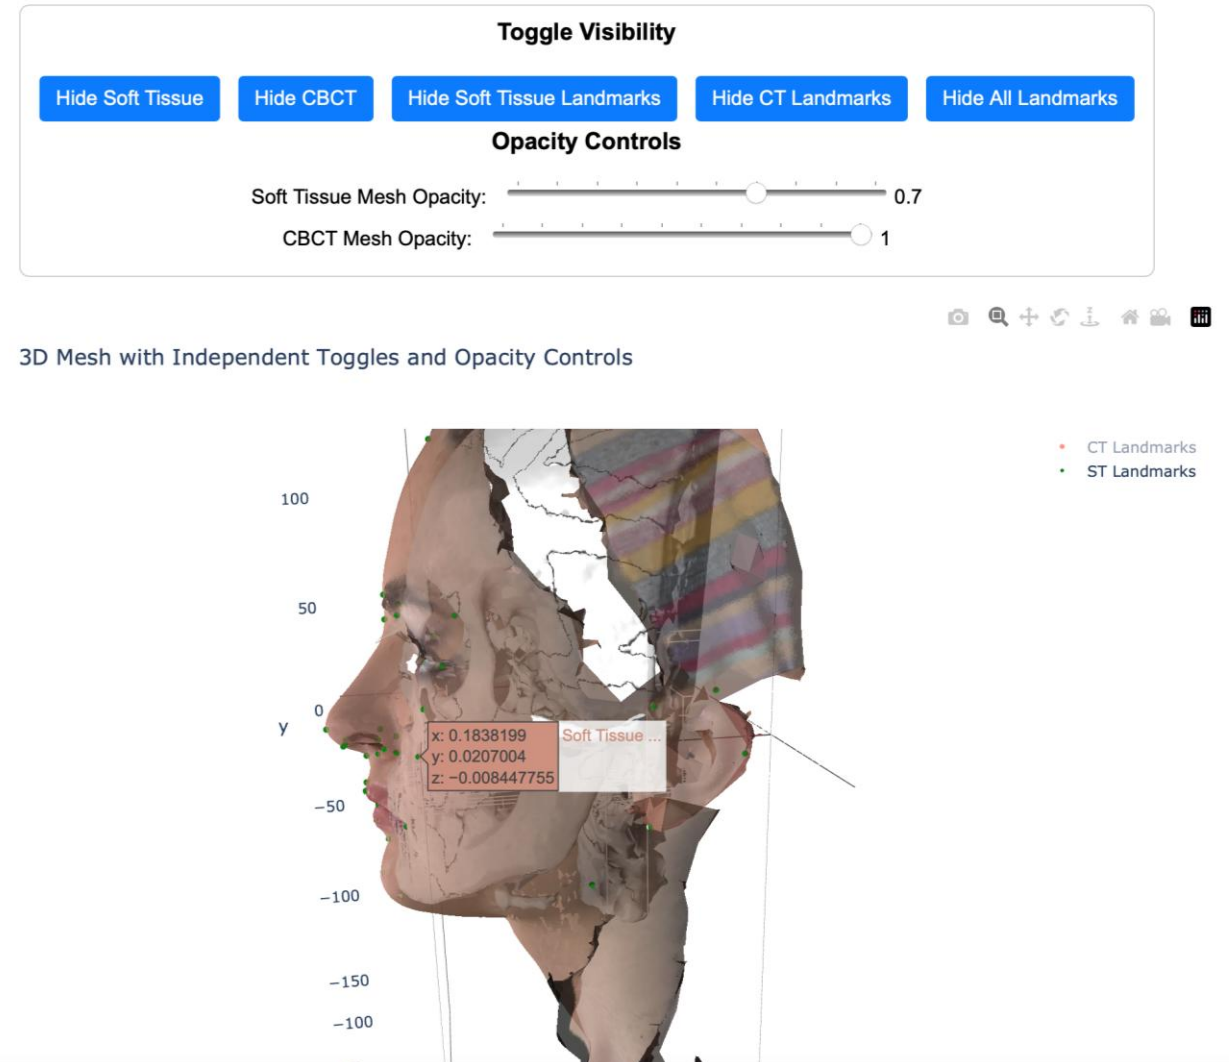 Toggle Visibility
Hide Soft Tissue Hide CBCT Hide Soft Tissue Landmarks Hide CT Landmarks Hide All Landmarks
Opacity Controls
Soft Tissue Mesh Opacity: 0.7
CBCT Mesh Opacity: 1
3D Mesh with Independent Toggles and Opacity Controls
CT Landmarks
ST Landmarks
100
50
0
y
x: 0.1838199 Soft Tissue ...
y: 0.0207004
z: −0.008447755
−50
−100
−150
−100